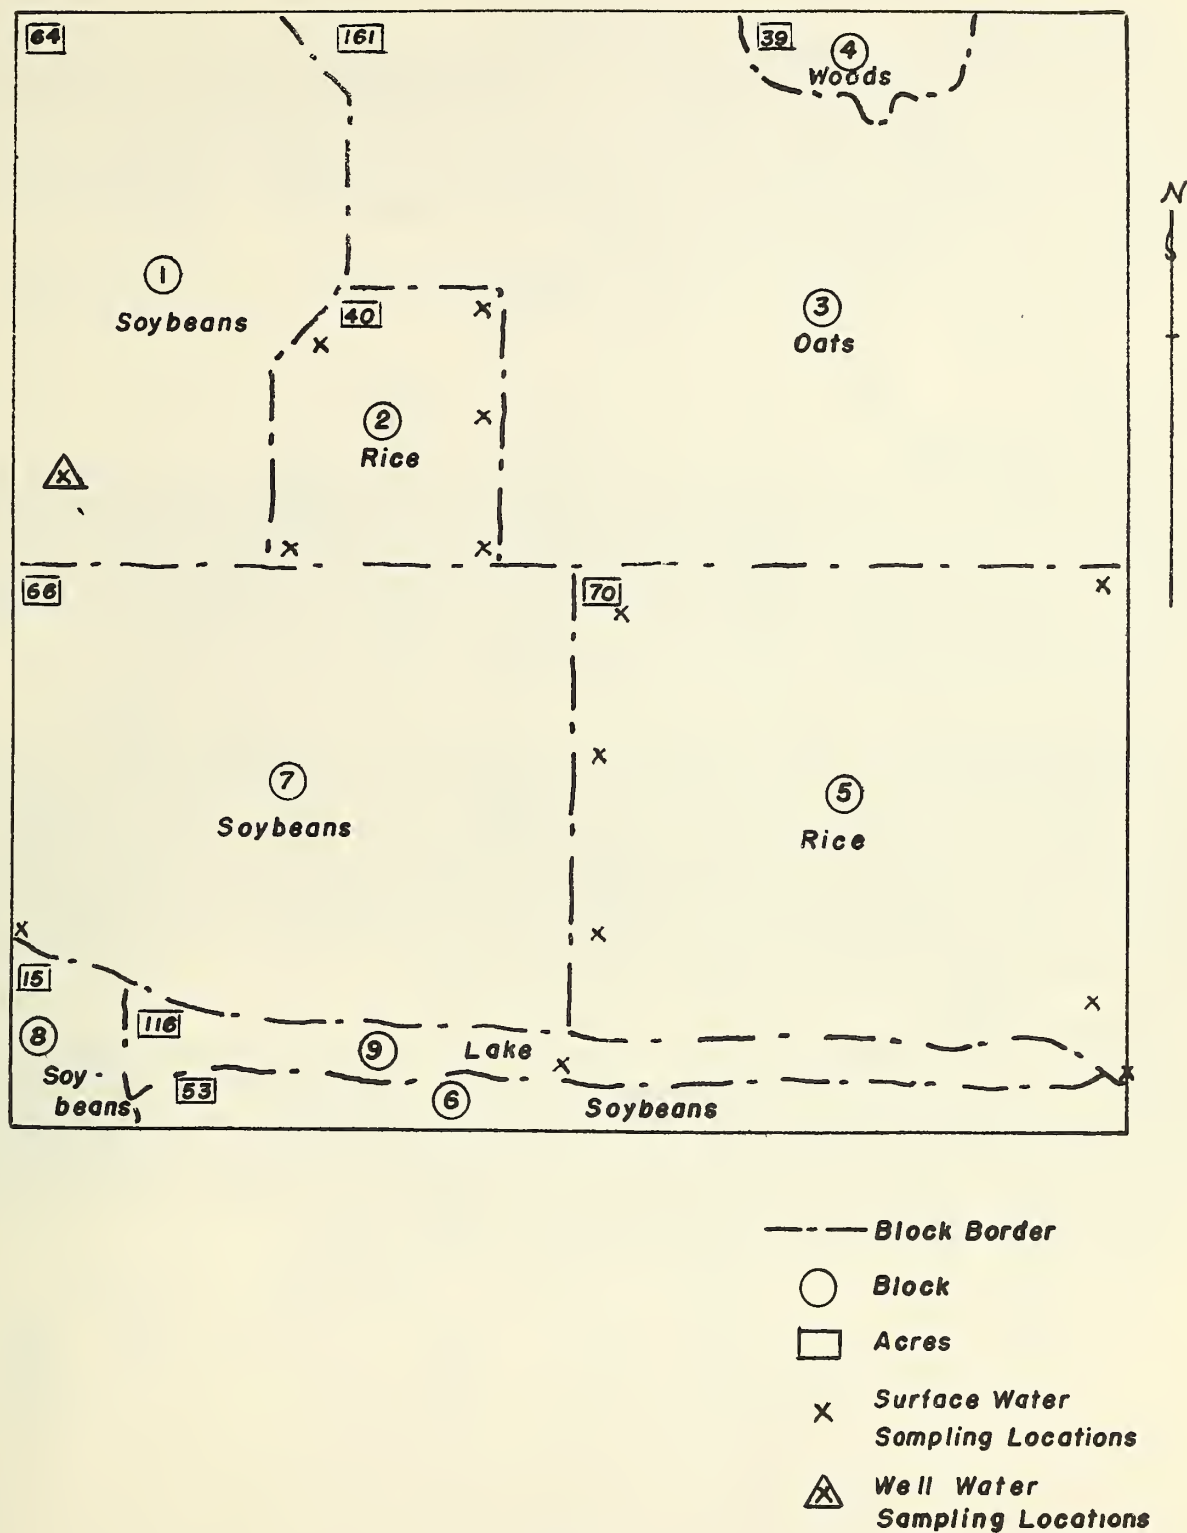 64
161
39
4
Woods
N
S
1
Soybeans
40
3
Oats
2
Rice
66
70
7
Soybeans
5
Rice
15
116
8
9
Lake
Soy-
beans
53
6
Soybeans
Block Border
Block
Acres
Surface Water
Sampling Locations
Well Water
Sampling Locations